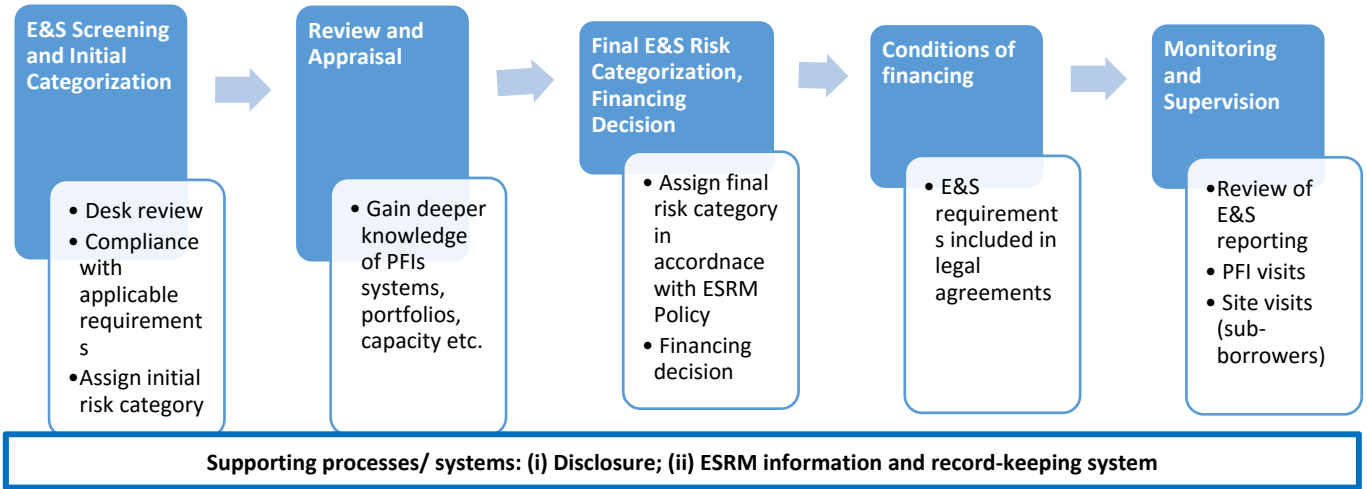 E&S Screening
and Initial
Categorization
• Desk review
• Compliance
with
applicable
requirement
s
•Assign initial
risk category
Review and
Appraisal
• Gain deeper
knowledge
of PFIs
systems,
portfolios,
capacity etc.
Final E&S Risk
Categorization,
Financing
Decision
• Assign final
risk category
in
accordnace
with ESRM
Policy
• Financing
decision
Conditions of
financing
• E&S
requirement
s included in
legal
agreements
Monitoring
and
Supervision
•Review of
E&S
reporting
• PFI visits
• Site visits
(sub-
borrowers)
Supporting processes/ systems: (i) Disclosure; (ii) ESRM information and record-keeping system